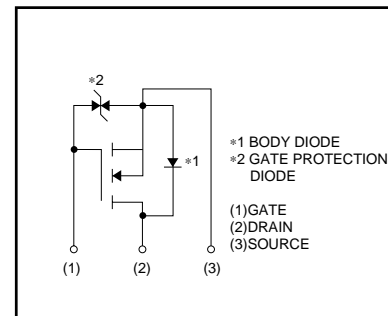 ∗2
∗1
∗1 BODY DIODE
∗2 GATE PROTECTION
DIODE
(1)GATE
(2)DRAIN
(3)SOURCE
(1) (2) (3)